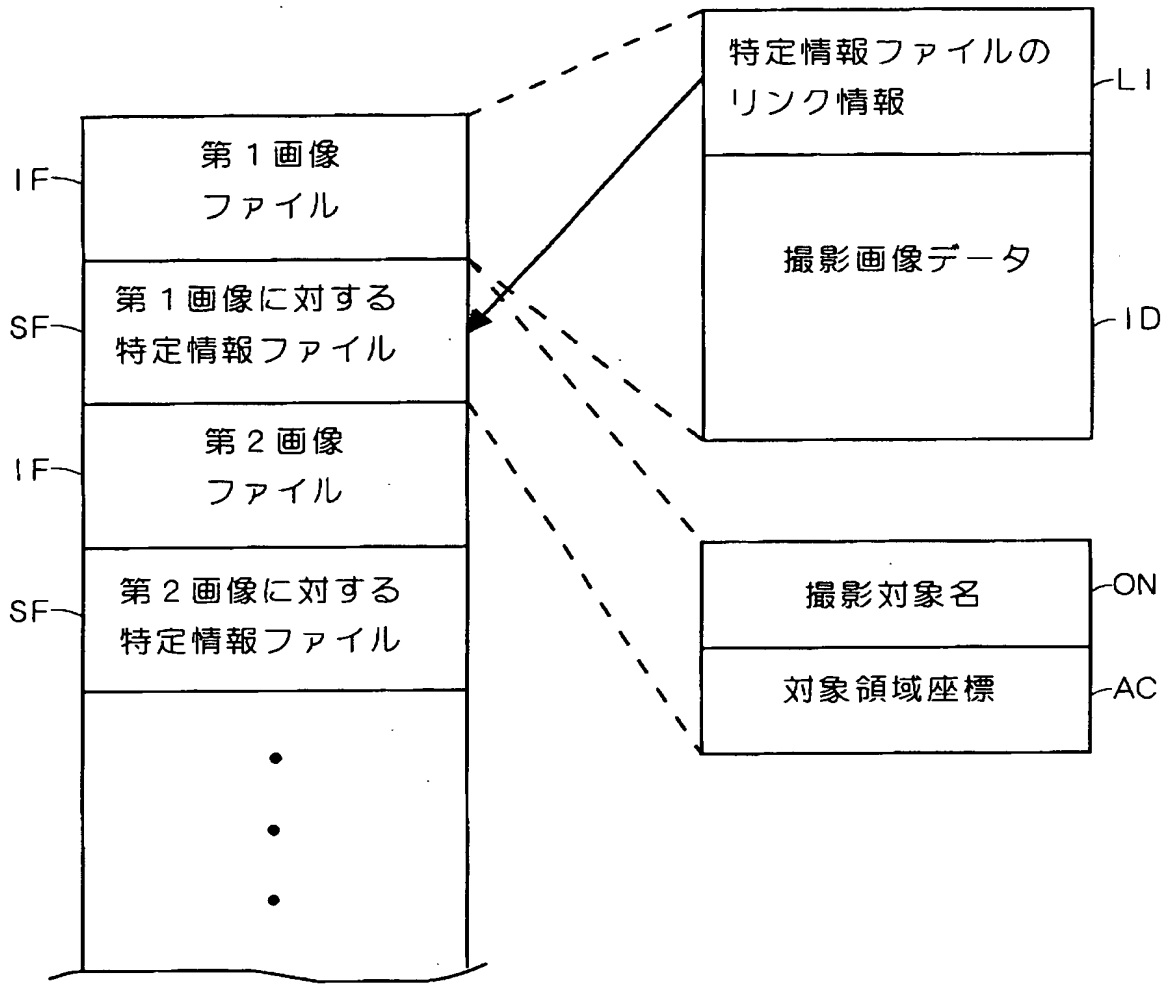 IF
第1画像
ファイル
SF
第1画像に対する
特定情報ファイル
IF
第2画像
ファイル
SF
第2画像に対する
特定情報ファイル
特定情報ファイルの
リンク情報
LI
撮影画像データ
ID
撮影対象名
ON
対象領域座標
AC